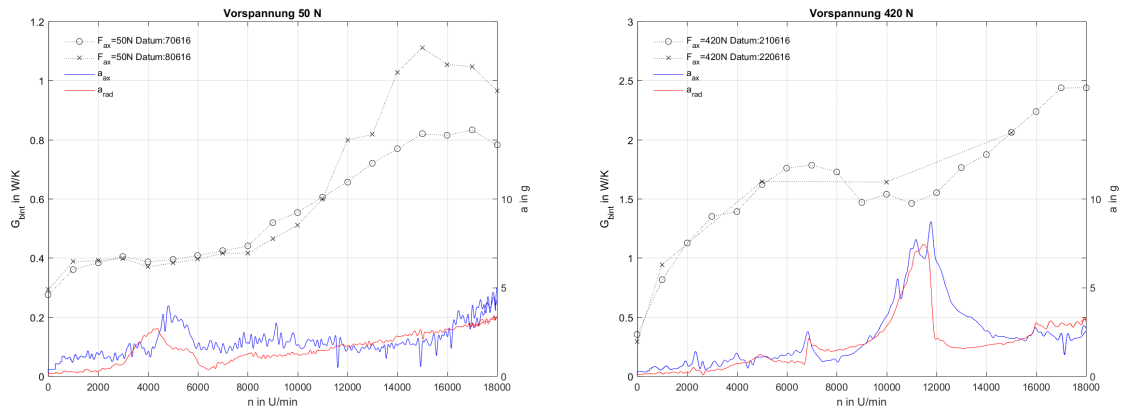 Vorspannung 50 N
1.2
1
0.8
0.6
0.4
0.2
0
G_bint in W/K
F_ax=50N Datum:70616
F_ax=50N Datum:80616
a_ax
a_rad
10
5
0
a in g
0 2000 4000 6000 8000 10000 12000 14000 16000 18000
n in U/min
Vorspannung 420 N
3
2.5
2
1.5
1
0.5
0
G_bint in W/K
F_ax=420N Datum:210616
F_ax=420N Datum:220616
a_ax
a_rad
10
5
0
a in g
0 2000 4000 6000 8000 10000 12000 14000 16000 18000
n in U/min